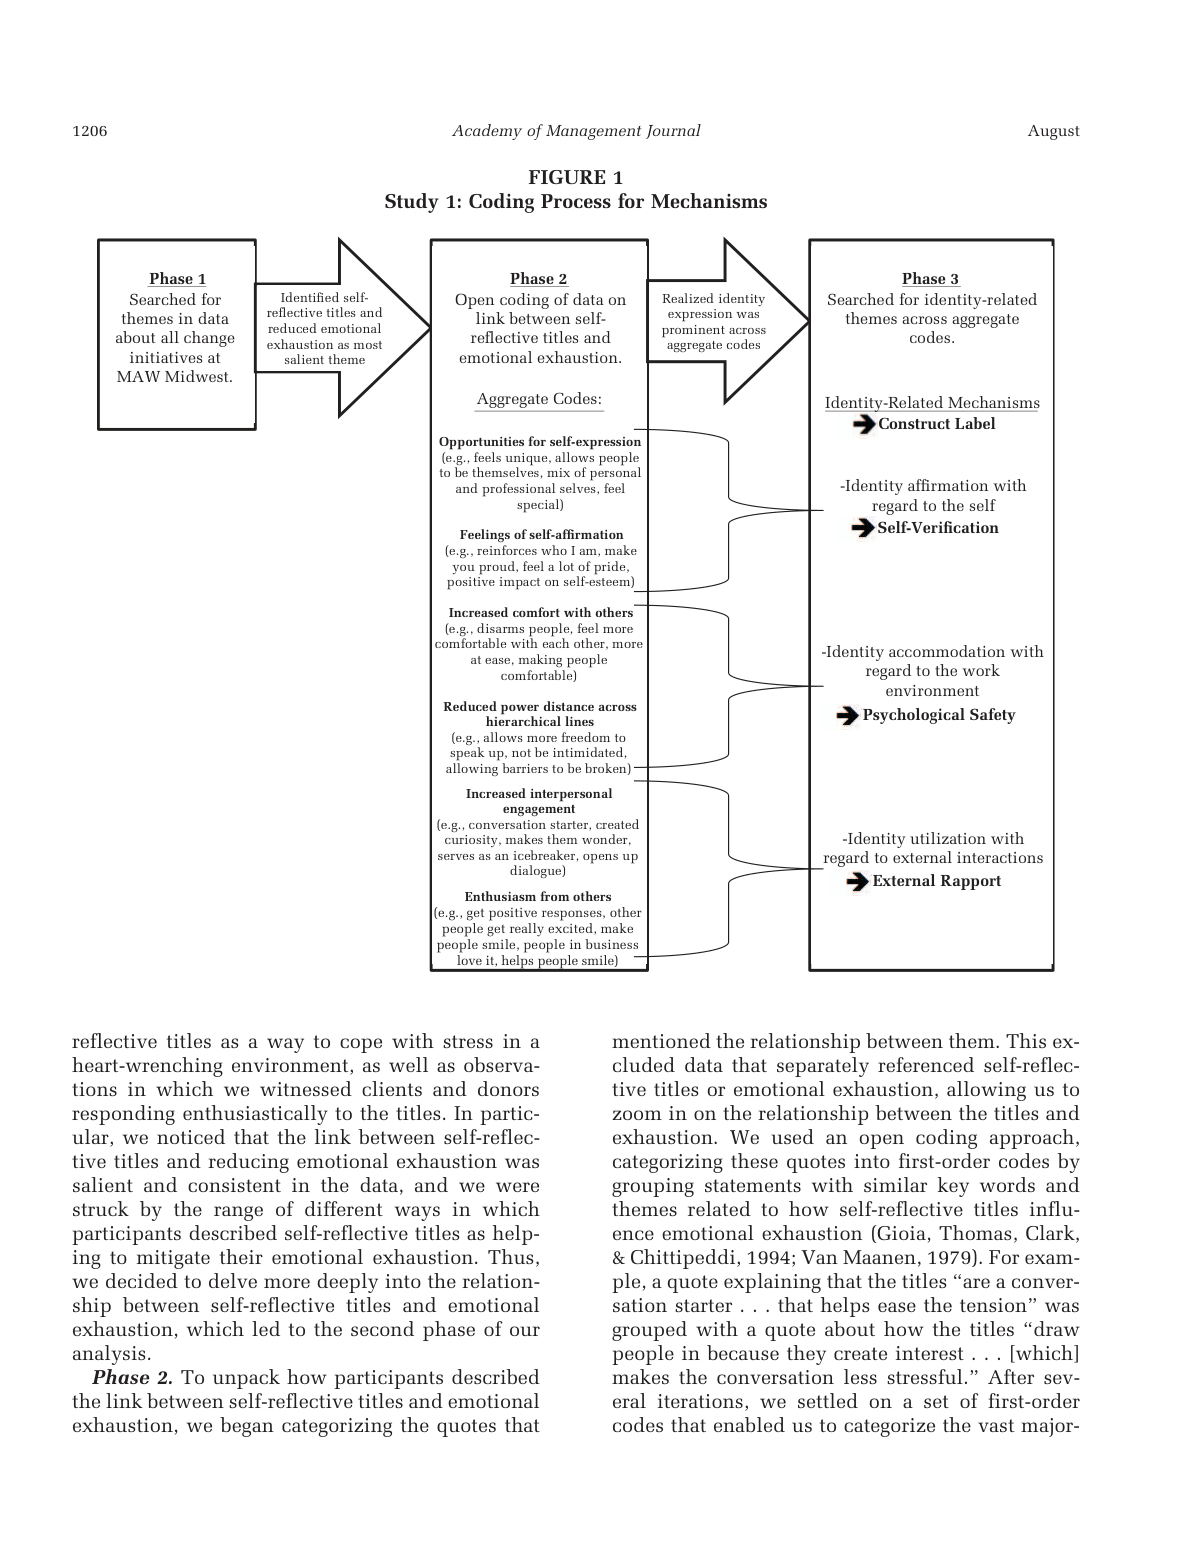 1206
Academy of Management Journal
August
FIGURE 1
Study 1: Coding Process for Mechanisms
Phase 1
Searched for
themes in data
about all change
initiatives at
MAW Midwest.
Identified self-
reflective titles and
reduced emotional
exhaustion as most
salient theme
Phase 2
Open coding of data on
link between self-
reflective titles and
emotional exhaustion.
Aggregate Codes:
Opportunities for self-expression
(e.g., feels unique, allows people
to be themselves, mix of personal
and professional selves, feel
special)
Feelings of self-affirmation
(e.g., reinforces who I am, make
you proud, feel a lot of pride,
positive impact on self-esteem)
Increased comfort with others
(e.g., disarms people, feel more
comfortable with each other, more
at ease, making people
comfortable)
Reduced power distance across
hierarchical lines
(e.g., allows more freedom to
speak up, not be intimidated,
allowing barriers to be broken)
Increased interpersonal
engagement
(e.g., conversation starter, created
curiosity, makes them wonder,
serves as an icebreaker, opens up
dialogue)
Enthusiasm from others
(e.g., get positive responses, other
people get really excited, make
people smile, people in business
love it, helps people smile)
Realized identity
expression was
prominent across
aggregate codes
Phase 3
Searched for identity-related
themes across aggregate
codes.
Identity-Related Mechanisms
Construct Label
-Identity affirmation with
regard to the self
Self-Verification
-Identity accommodation with
regard to the work
environment
Psychological Safety
-Identity utilization with
regard to external interactions
External Rapport
reflective titles as a way to cope with stress in a
heart-wrenching environment, as well as observa-
tions in which we witnessed clients and donors
responding enthusiastically to the titles. In partic-
ular, we noticed that the link between self-reflec-
tive titles and reducing emotional exhaustion was
salient and consistent in the data, and we were
struck by the range of different ways in which
participants described self-reflective titles as help-
ing to mitigate their emotional exhaustion. Thus,
we decided to delve more deeply into the relation-
ship between self-reflective titles and emotional
exhaustion, which led to the second phase of our
analysis.
Phase 2. To unpack how participants described
the link between self-reflective titles and emotional
exhaustion, we began categorizing the quotes that
mentioned the relationship between them. This ex-
cluded data that separately referenced self-reflec-
tive titles or emotional exhaustion, allowing us to
zoom in on the relationship between the titles and
exhaustion. We used an open coding approach,
categorizing these quotes into first-order codes by
grouping statements with similar key words and
themes related to how self-reflective titles influ-
ence emotional exhaustion (Gioia, Thomas, Clark,
& Chittipeddi, 1994; Van Maanen, 1979). For exam-
ple, a quote explaining that the titles “are a conver-
sation starter . . . that helps ease the tension” was
grouped with a quote about how the titles “draw
people in because they create interest . . . [which]
makes the conversation less stressful.” After sev-
eral iterations, we settled on a set of first-order
codes that enabled us to categorize the vast major-